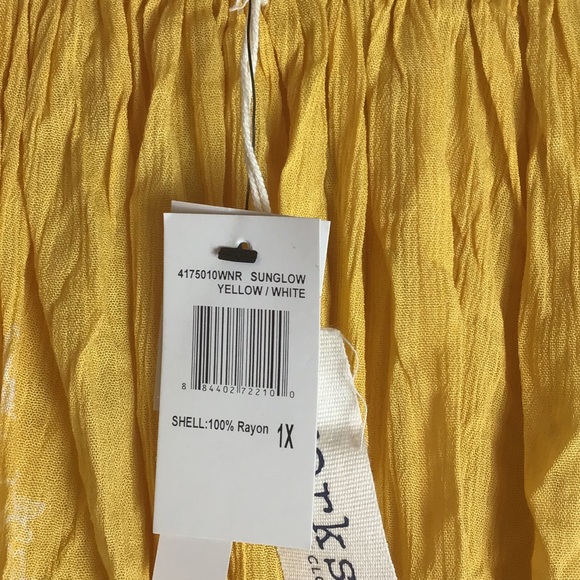 4175010WNR SUNGLOW
YELLOW / WHITE
8 84402 72210 0
SHELL:100% Rayon 1X